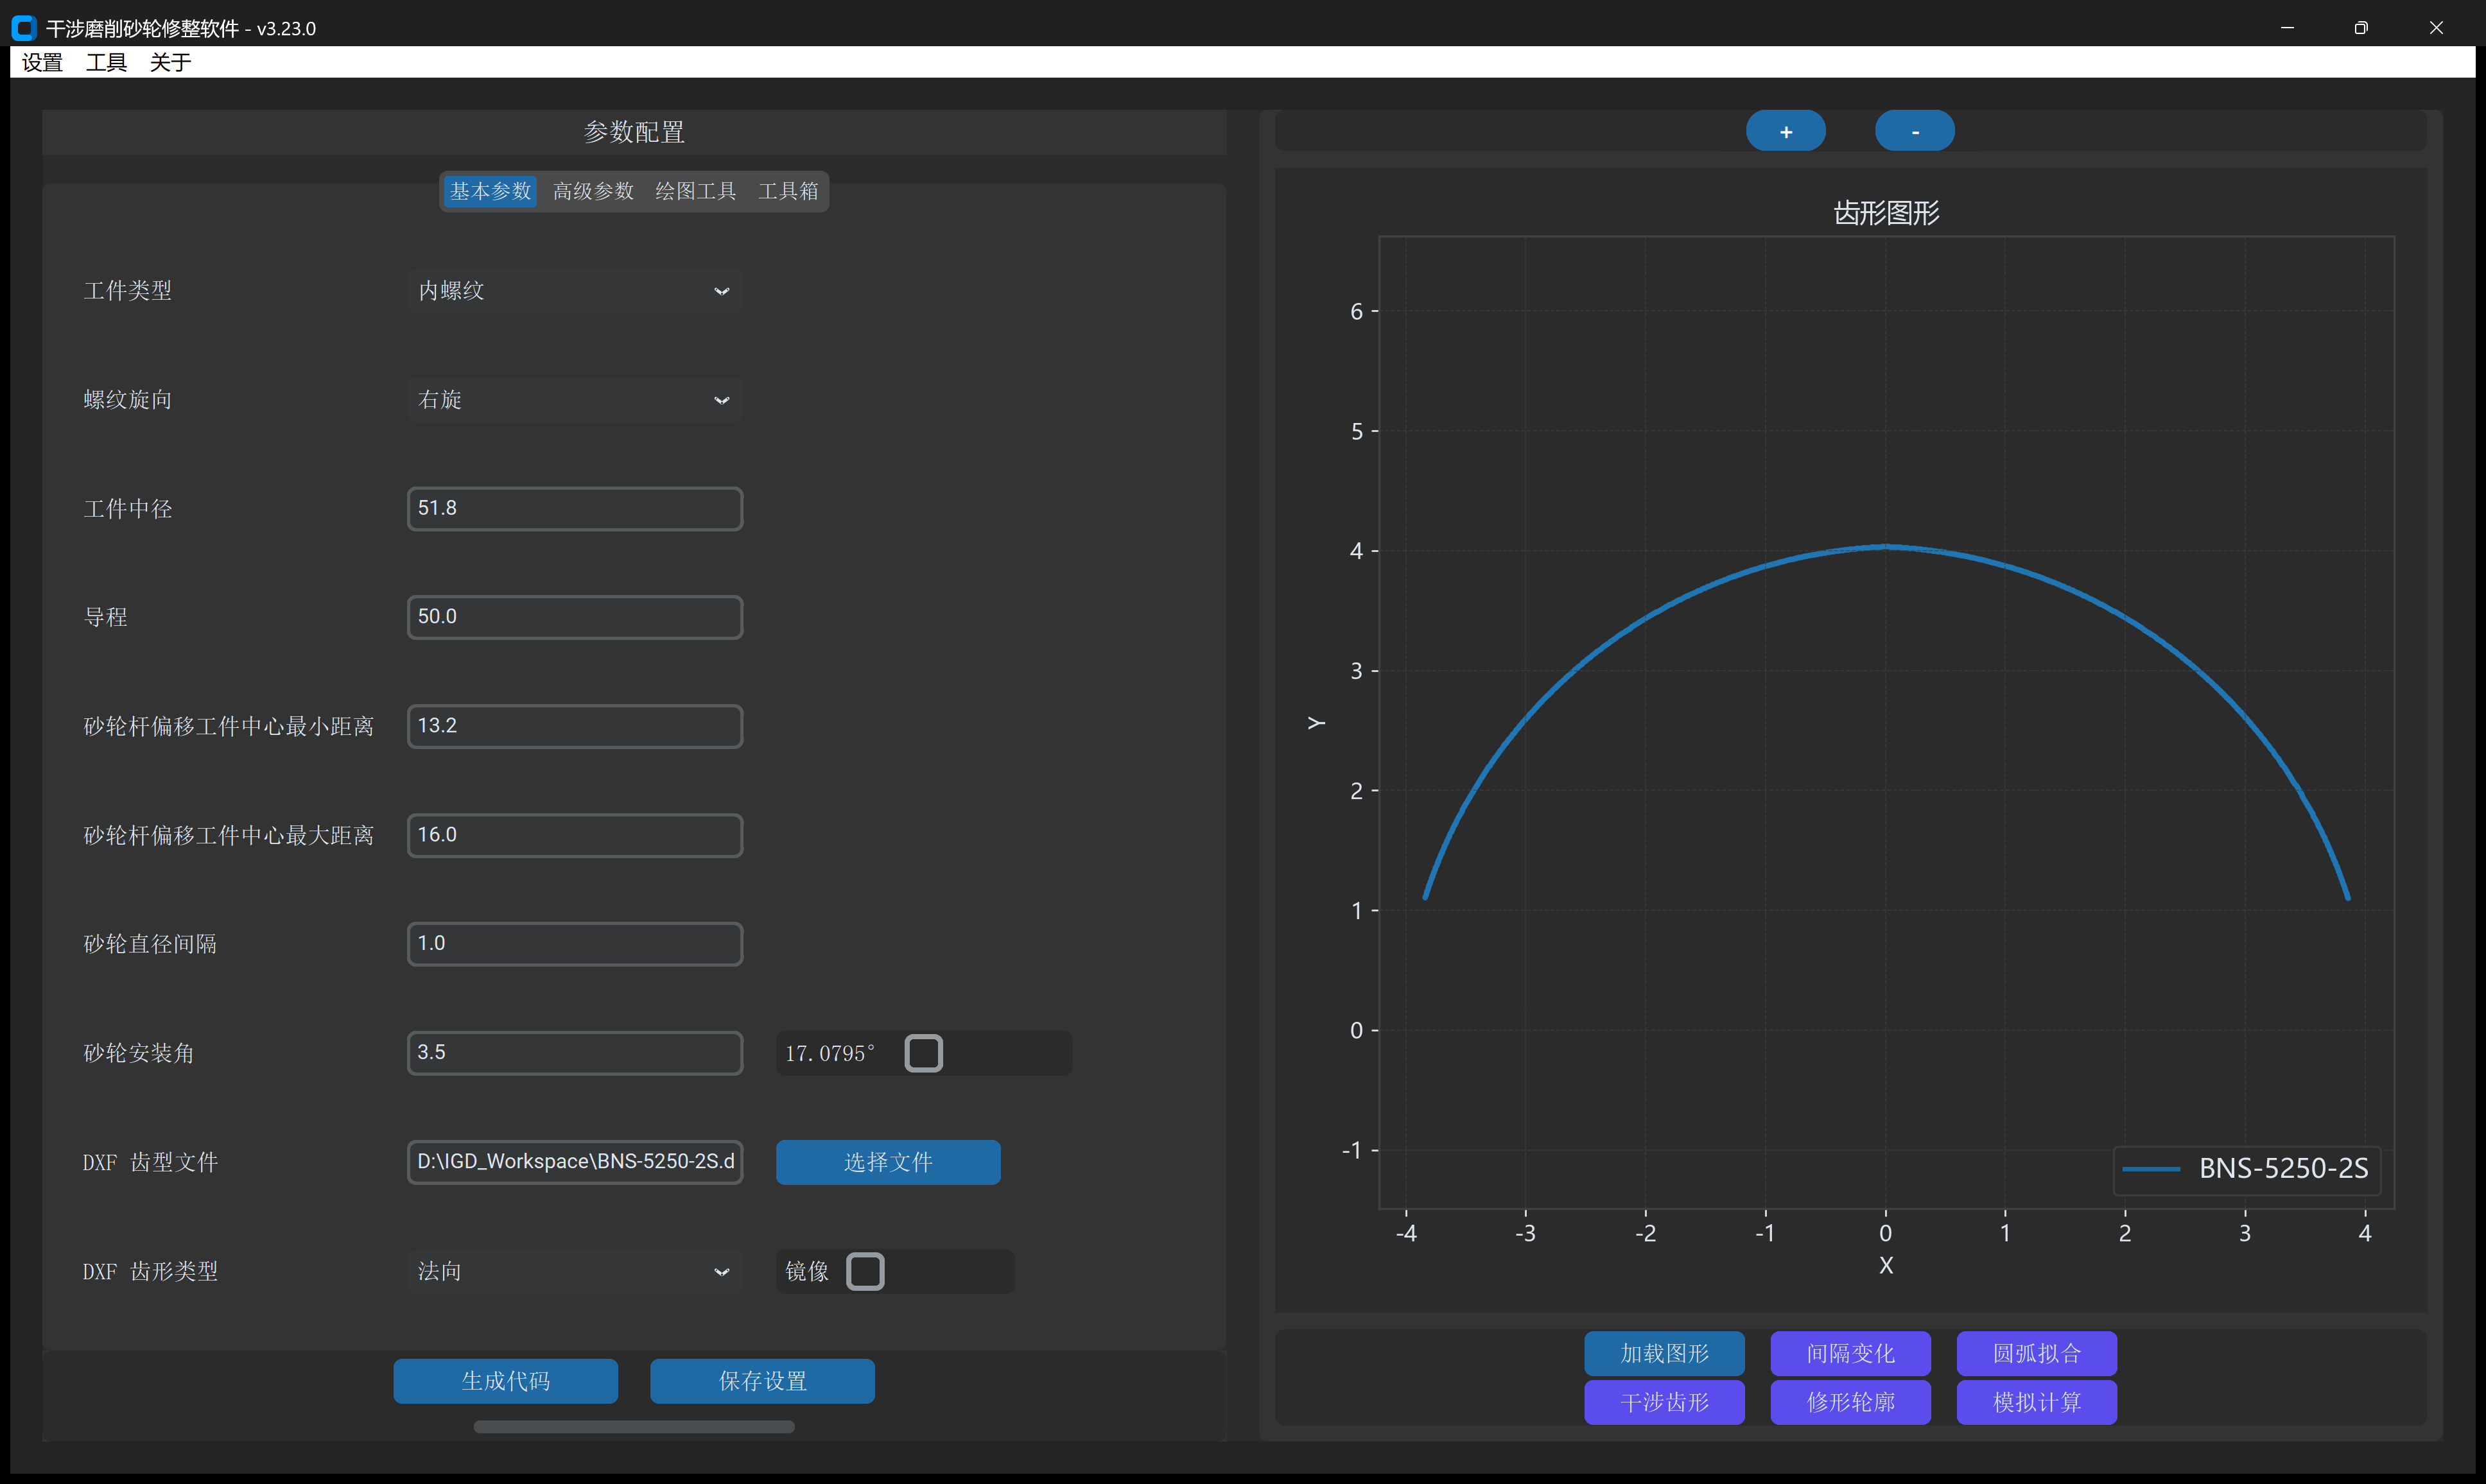 干涉磨削砂轮修整软件 - v3.23.0
设置 工具 关于
参数配置
基本参数 高级参数 绘图工具 工具箱
工件类型 内螺纹
螺纹旋向 右旋
工件中径 51.8
导程 50.0
砂轮杆偏移工件中心最小距离 13.2
砂轮杆偏移工件中心最大距离 16.0
砂轮直径间隔 1.0
砂轮安装角 3.5 17.0795°
DXF 齿型文件 D:\IGD_Workspace\BNS-5250-2S.d 选择文件
DXF 齿形类型 法向 镜像
生成代码 保存设置
+ -
齿形图形
6
5
4
3
2
1
0
-1
Y
BNS-5250-2S
-4 -3 -2 -1 0 1 2 3 4
X
加载图形 间隔变化 圆弧拟合
干涉齿形 修形轮廓 模拟计算